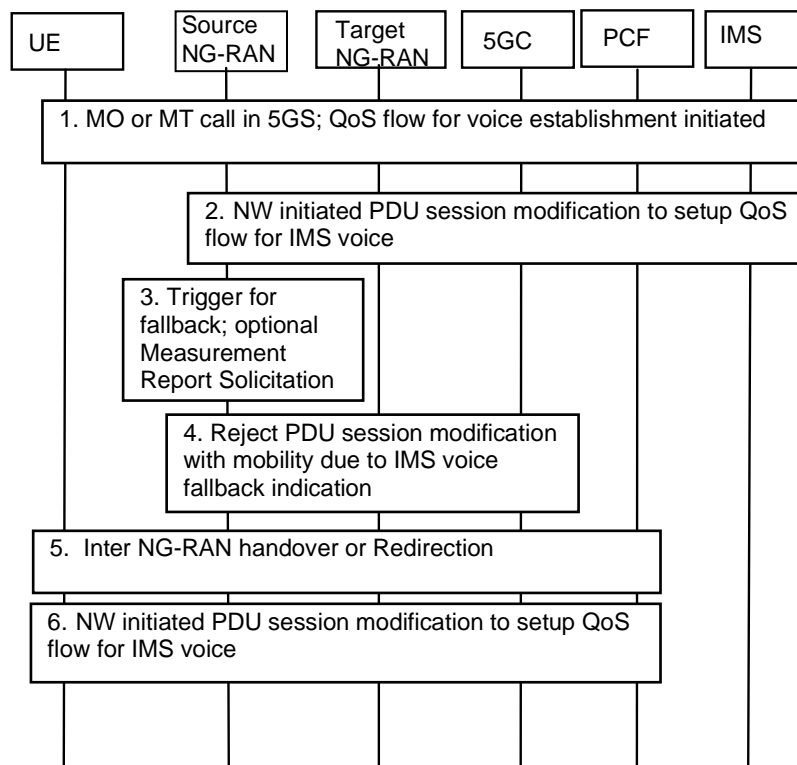 UE
Source
NG-RAN
Target
NG-RAN
5GC
PCF
IMS
1. MO or MT call in 5GS; QoS flow for voice establishment initiated
2. NW initiated PDU session modification to setup QoS
flow for IMS voice
3. Trigger for
fallback; optional
Measurement
Report Solicitation
4. Reject PDU session modification
with mobility due to IMS voice
fallback indication
5. Inter NG-RAN handover or Redirection
6. NW initiated PDU session modification to setup QoS
flow for IMS voice